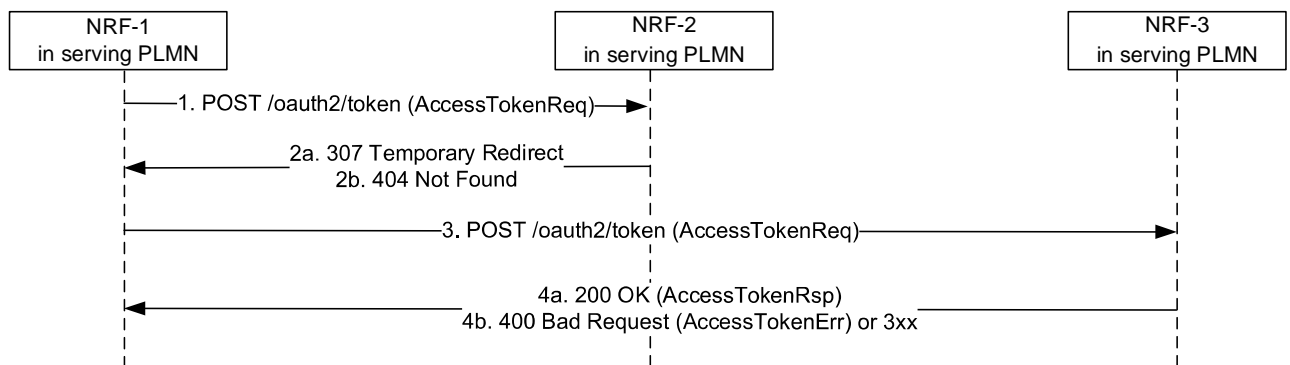 NRF-1
in serving PLMN
NRF-2
in serving PLMN
NRF-3
in serving PLMN
1. POST /oauth2/token (AccessTokenReq)
2a. 307 Temporary Redirect
2b. 404 Not Found
3. POST /oauth2/token (AccessTokenReq)
4a. 200 OK (AccessTokenRsp)
4b. 400 Bad Request (AccessTokenErr) or 3xx